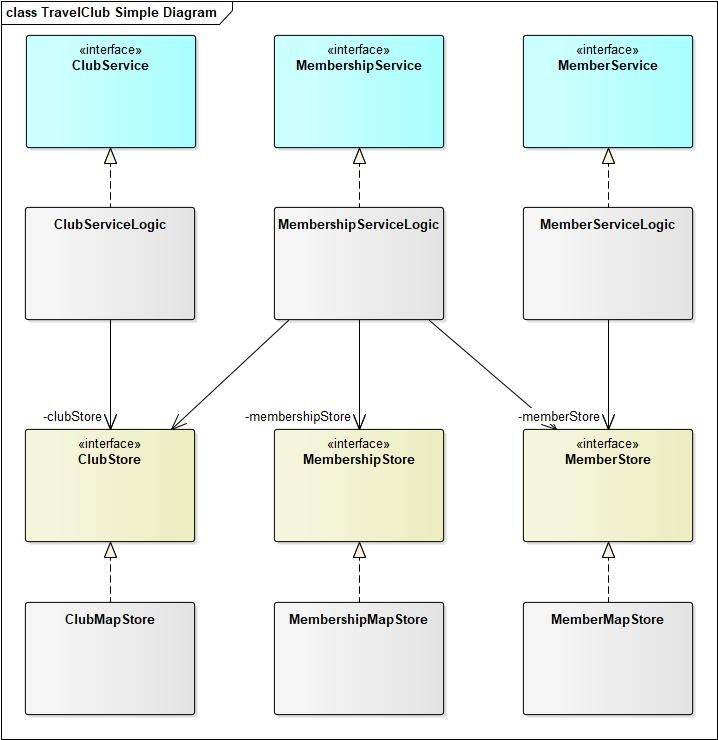 class TravelClub Simple Diagram
«interface»
ClubService
«interface»
MembershipService
«interface»
MemberService
ClubServiceLogic
MembershipServiceLogic
MemberServiceLogic
-clubStore
-membershipStore
-memberStore
«interface»
ClubStore
«interface»
MembershipStore
«interface»
MemberStore
ClubMapStore
MembershipMapStore
MemberMapStore